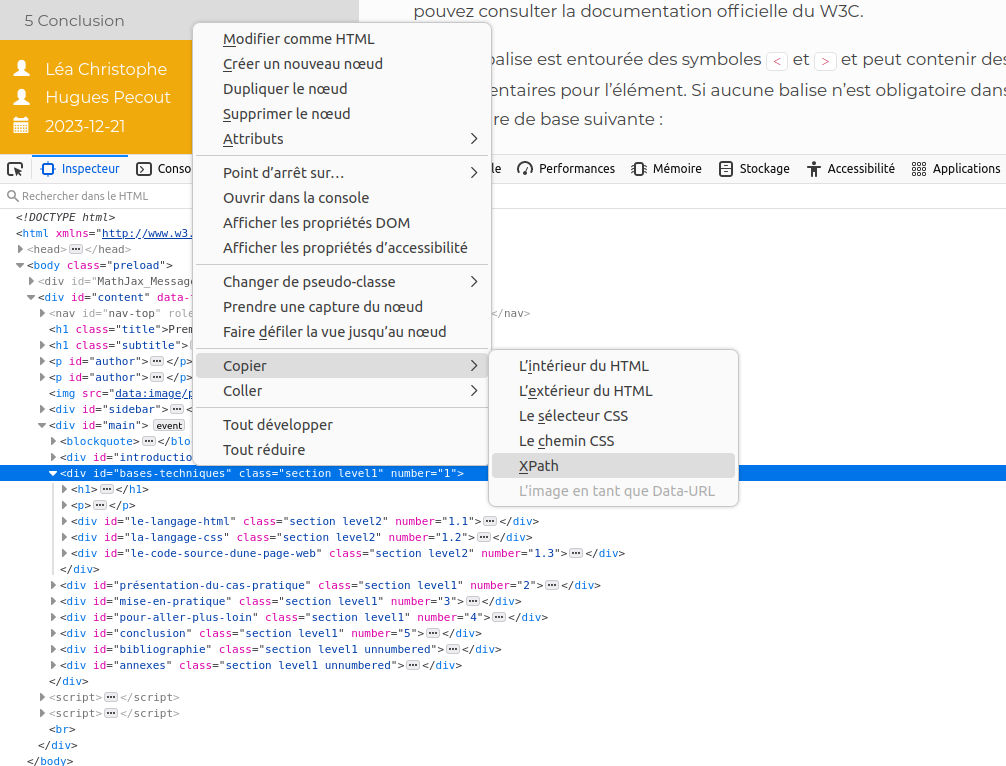 5 Conclusion
Léa Christophe
Hugues Pecout
2023-12-21
pouvez consulter la documentation officielle du W3C.
balise est entourée des symboles < et > et peut contenir des
entaires pour l'élément. Si aucune balise n'est obligatoire dans
re de base suivante :
Modifier comme HTML
Créer un nouveau nœud
Dupliquer le nœud
Supprimer le nœud
Attributs
Point d'arrêt sur…
Ouvrir dans la console
Afficher les propriétés DOM
Afficher les propriétés d'accessibilité
Changer de pseudo-classe
Prendre une capture du nœud
Faire défiler la vue jusqu'au nœud
Copier
Coller
Tout développer
Tout réduire
L'intérieur du HTML
L'extérieur du HTML
Le sélecteur CSS
Le chemin CSS
XPath
L'image en tant que Data-URL
Inspecteur Conso le Performances Mémoire Stockage Accessibilité Applications
Rechercher dans le HTML
<!DOCTYPE html>
<html xmlns="http://www.w3.
<head> … </head>
<body class="preload">
<div id="MathJax_Message
<div id="content" data-t
<nav id="nav-top" role </nav>
<h1 class="title">Prem
<h1 class="subtitle">
<p id="author"> … </p>
<p id="author"> … </p>
<img src="data:image/p
<div id="sidebar"> … <
<div id="main"> event
<blockquote> … </blo
<div id="introductio
<div id="bases-techniques" class="section level1" number="1">
<h1> … </h1>
<p> … </p>
<div id="le-langage-html" class="section level2" number="1.1"> … </div>
<div id="la-langage-css" class="section level2" number="1.2"> … </div>
<div id="le-code-source-dune-page-web" class="section level2" number="1.3"> … </div>
</div>
<div id="présentation-du-cas-pratique" class="section level1" number="2"> … </div>
<div id="mise-en-pratique" class="section level1" number="3"> … </div>
<div id="pour-aller-plus-loin" class="section level1" number="4"> … </div>
<div id="conclusion" class="section level1" number="5"> … </div>
<div id="bibliographie" class="section level1 unnumbered"> … </div>
<div id="annexes" class="section level1 unnumbered"> … </div>
</div>
<script> … </script>
<script> … </script>
<br>
</div>
</body>